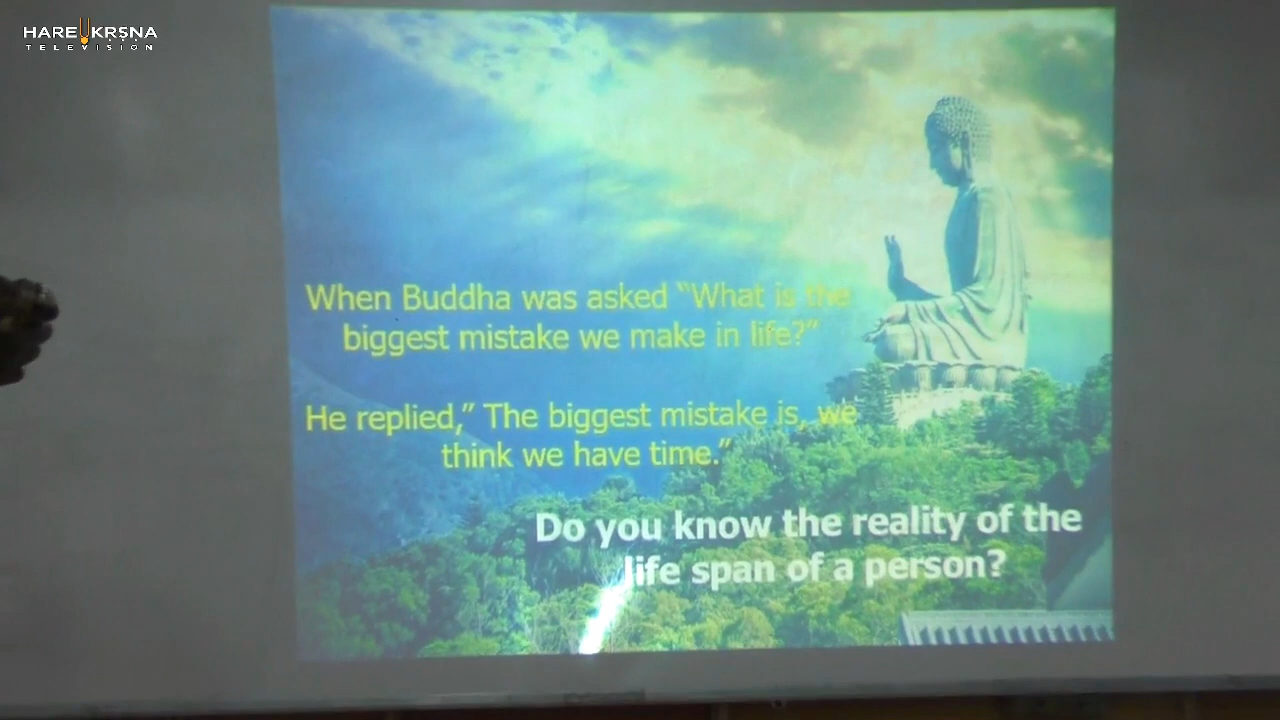 HARE KRSNA
TELEVISION
When Buddha was asked “What is the
biggest mistake we make in life?”
He replied,” The biggest mistake is, we
think we have time.”
Do you know the reality of the
life span of a person?